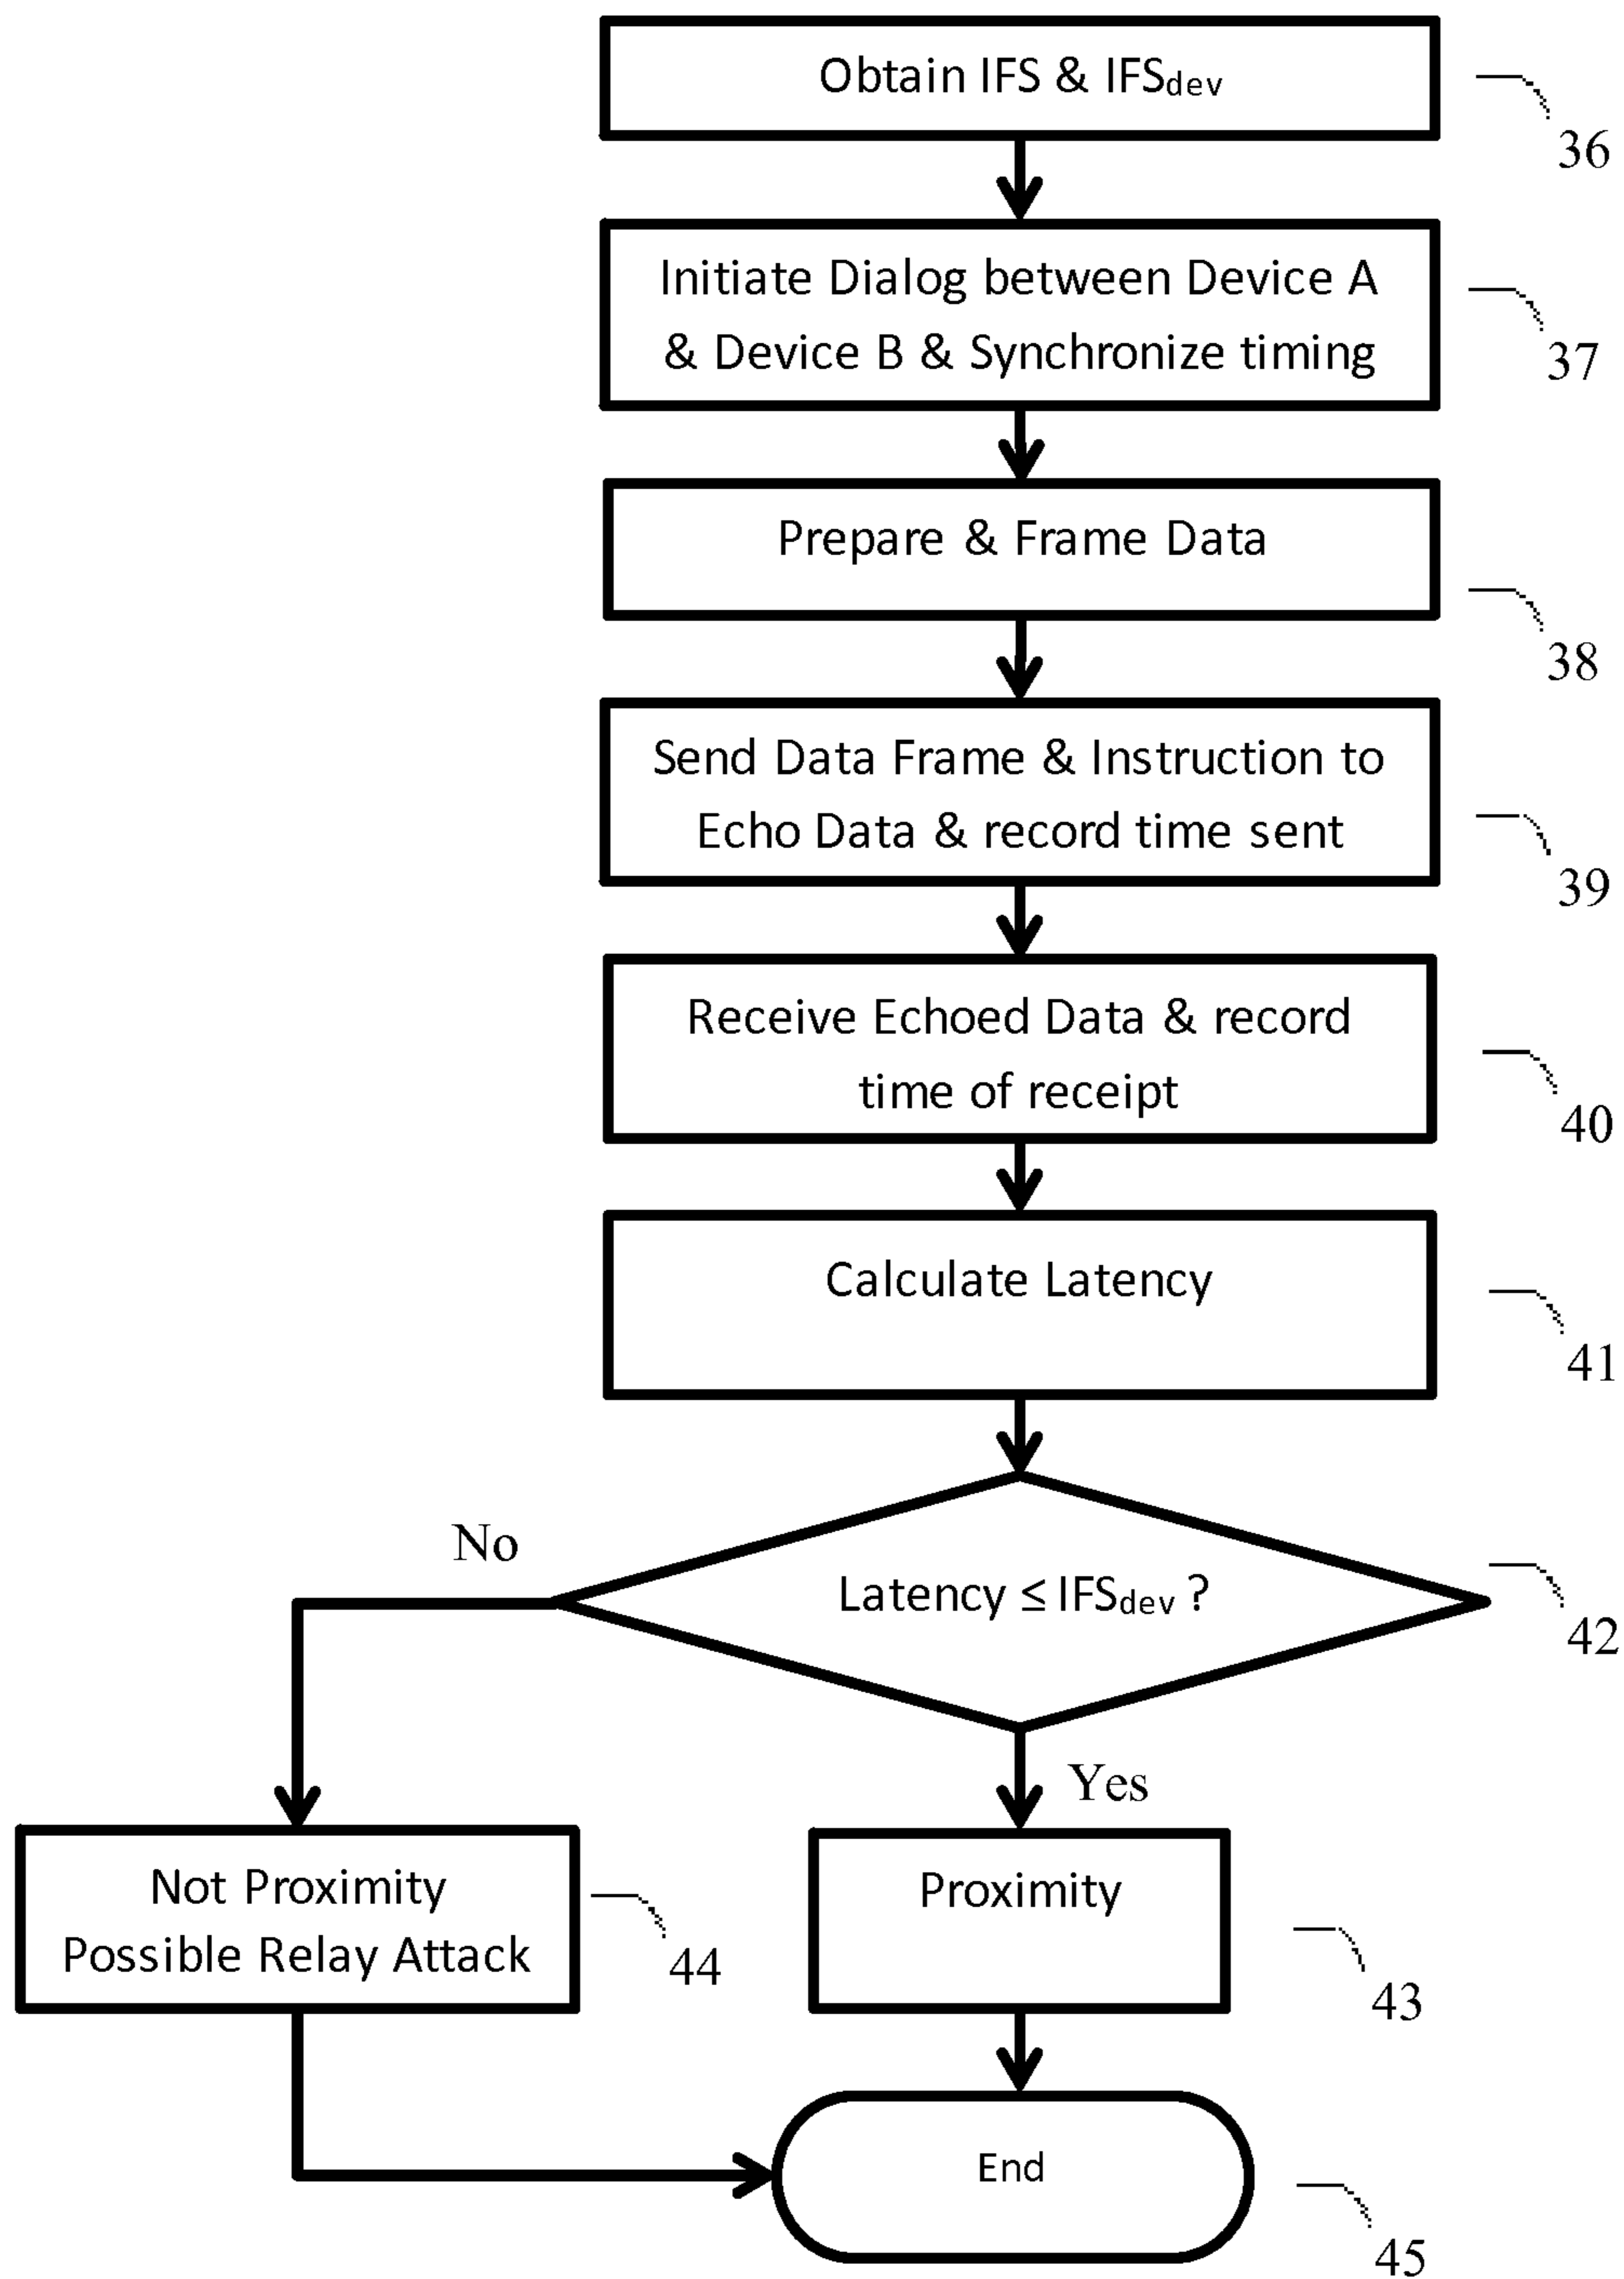 Obtain IFS & IFSdev
36
Initiate Dialog between Device A
& Device B & Synchronize timing
37
Prepare & Frame Data
38
Send Data Frame & Instruction to
Echo Data & record time sent
39
Receive Echoed Data & record
time of receipt
40
Calculate Latency
41
No
Latency ≤ IFSdev ?
42
Yes
Not Proximity
Possible Relay Attack
44
Proximity
43
End
45